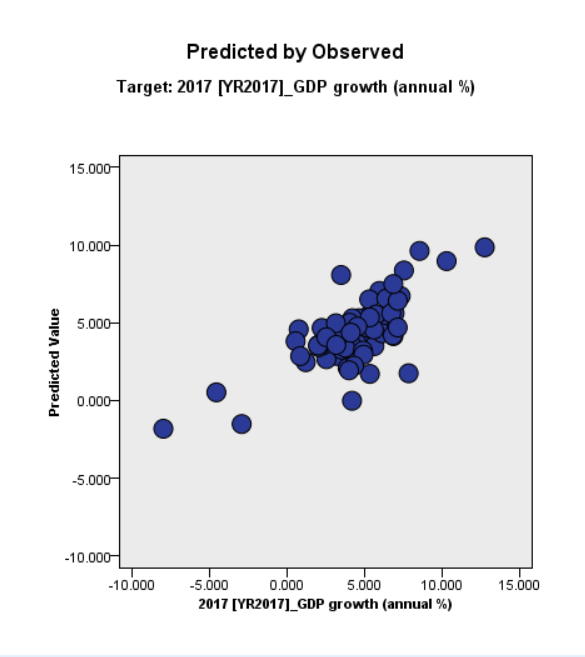 Predicted by Observed
Target: 2017 [YR2017]_GDP growth (annual %)
15.000
10.000
5.000
0.000
-5.000
-10.000
Predicted Value
-10.000 -5.000 0.000 5.000 10.000 15.000
2017 [YR2017]_GDP growth (annual %)